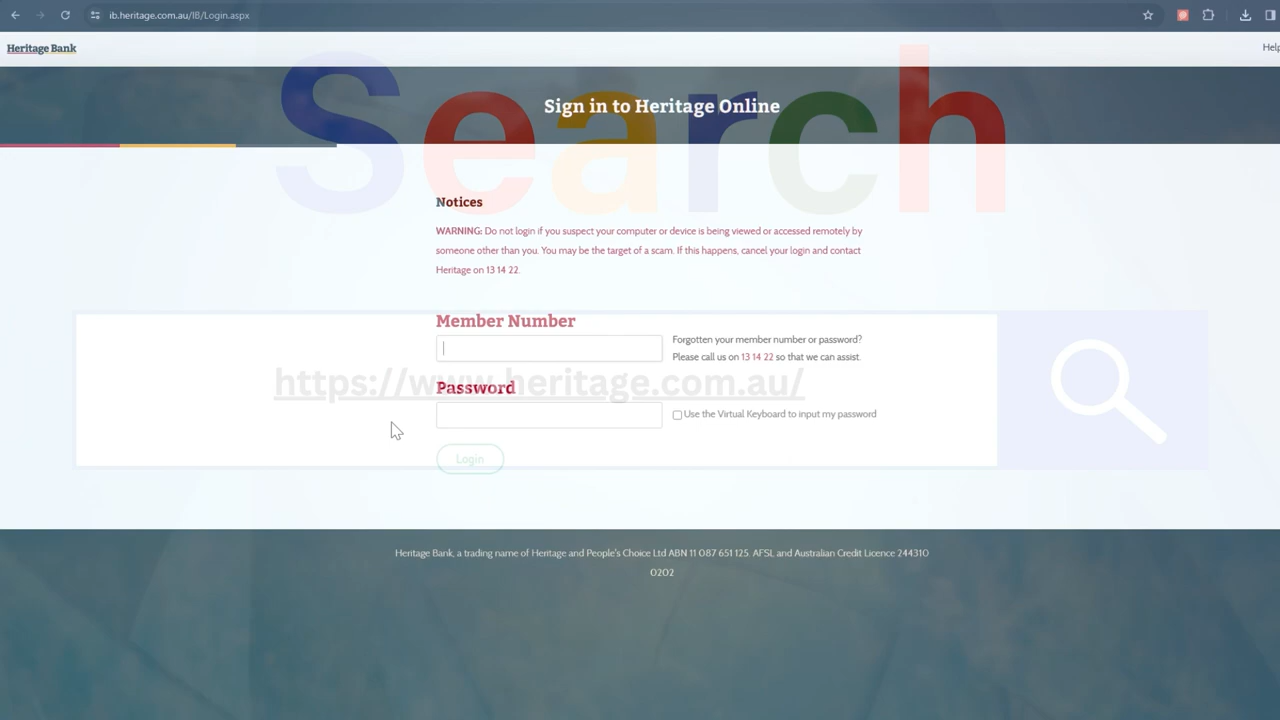 ib.heritage.com.au/IB/Login.aspx
Heritage Bank
Help
Search
Sign in to Heritage Online
Notices
WARNING: Do not login if you suspect your computer or device is being viewed or accessed remotely by
someone other than you. You may be the target of a scam. If this happens, cancel your login and contact
Heritage on 13 14 22.
Member Number
Forgotten your member number or password?
Please call us on 13 14 22 so that we can assist.
https://www.heritage.com.au/
Password
Use the Virtual Keyboard to input my password
Login
Heritage Bank, a trading name of Heritage and People's Choice Ltd ABN 11 087 651 125. AFSL and Australian Credit Licence 244310
0202